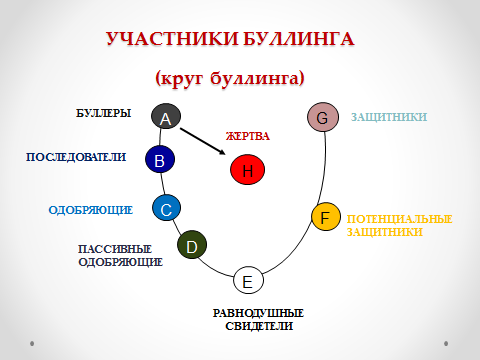 УЧАСТНИКИ БУЛЛИНГА
(круг буллинга)
БУЛЛЕРЫ
A
G
ЗАЩИТНИКИ
ЖЕРТВА
ПОСЛЕДОВАТЕЛИ
B
H
ОДОБРЯЮЩИЕ
C
F
ПОТЕНЦИАЛЬНЫЕ
ЗАЩИТНИКИ
ПАССИВНЫЕ
ОДОБРЯЮЩИЕ
D
E
РАВНОДУШНЫЕ
СВИДЕТЕЛИ